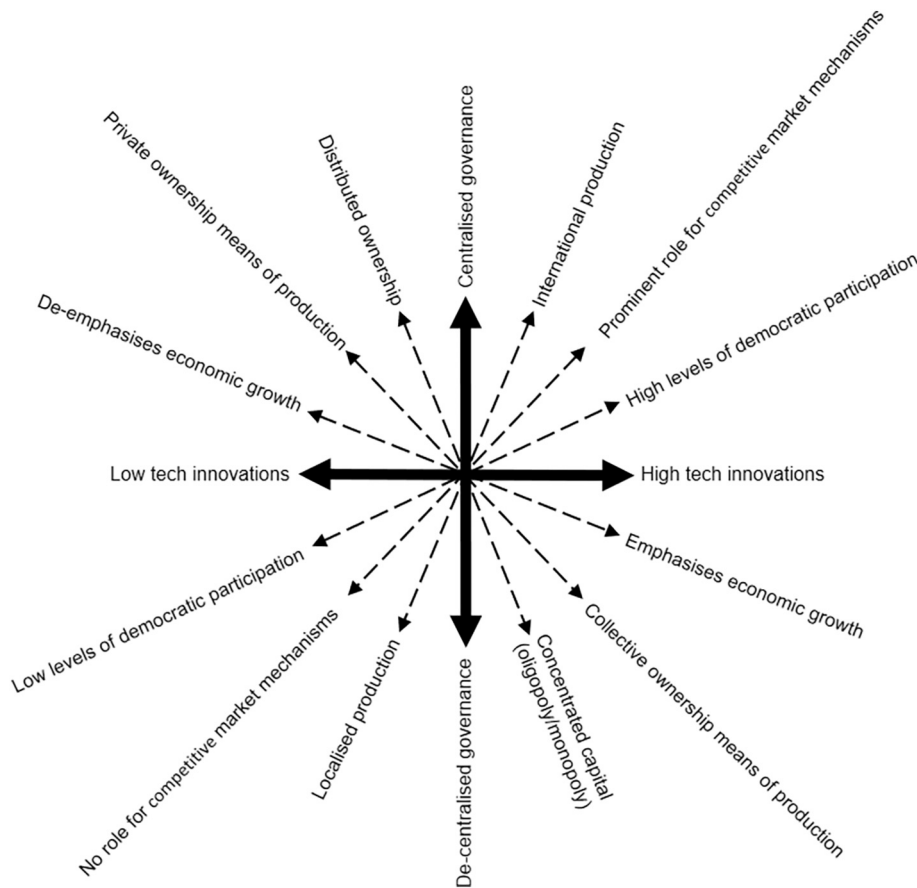 Centralised governance
International production
Prominent role for competitive market mechanisms
High levels of democratic participation
High tech innovations
Emphasises economic growth
Collective ownership means of production
Concentrated capital
(oligopoly/monopoly)
De-centralised governance
Localised production
No role for competitive market mechanisms
Low levels of democratic participation
Low tech innovations
De-emphasises economic growth
Private ownership means of production
Distributed ownership